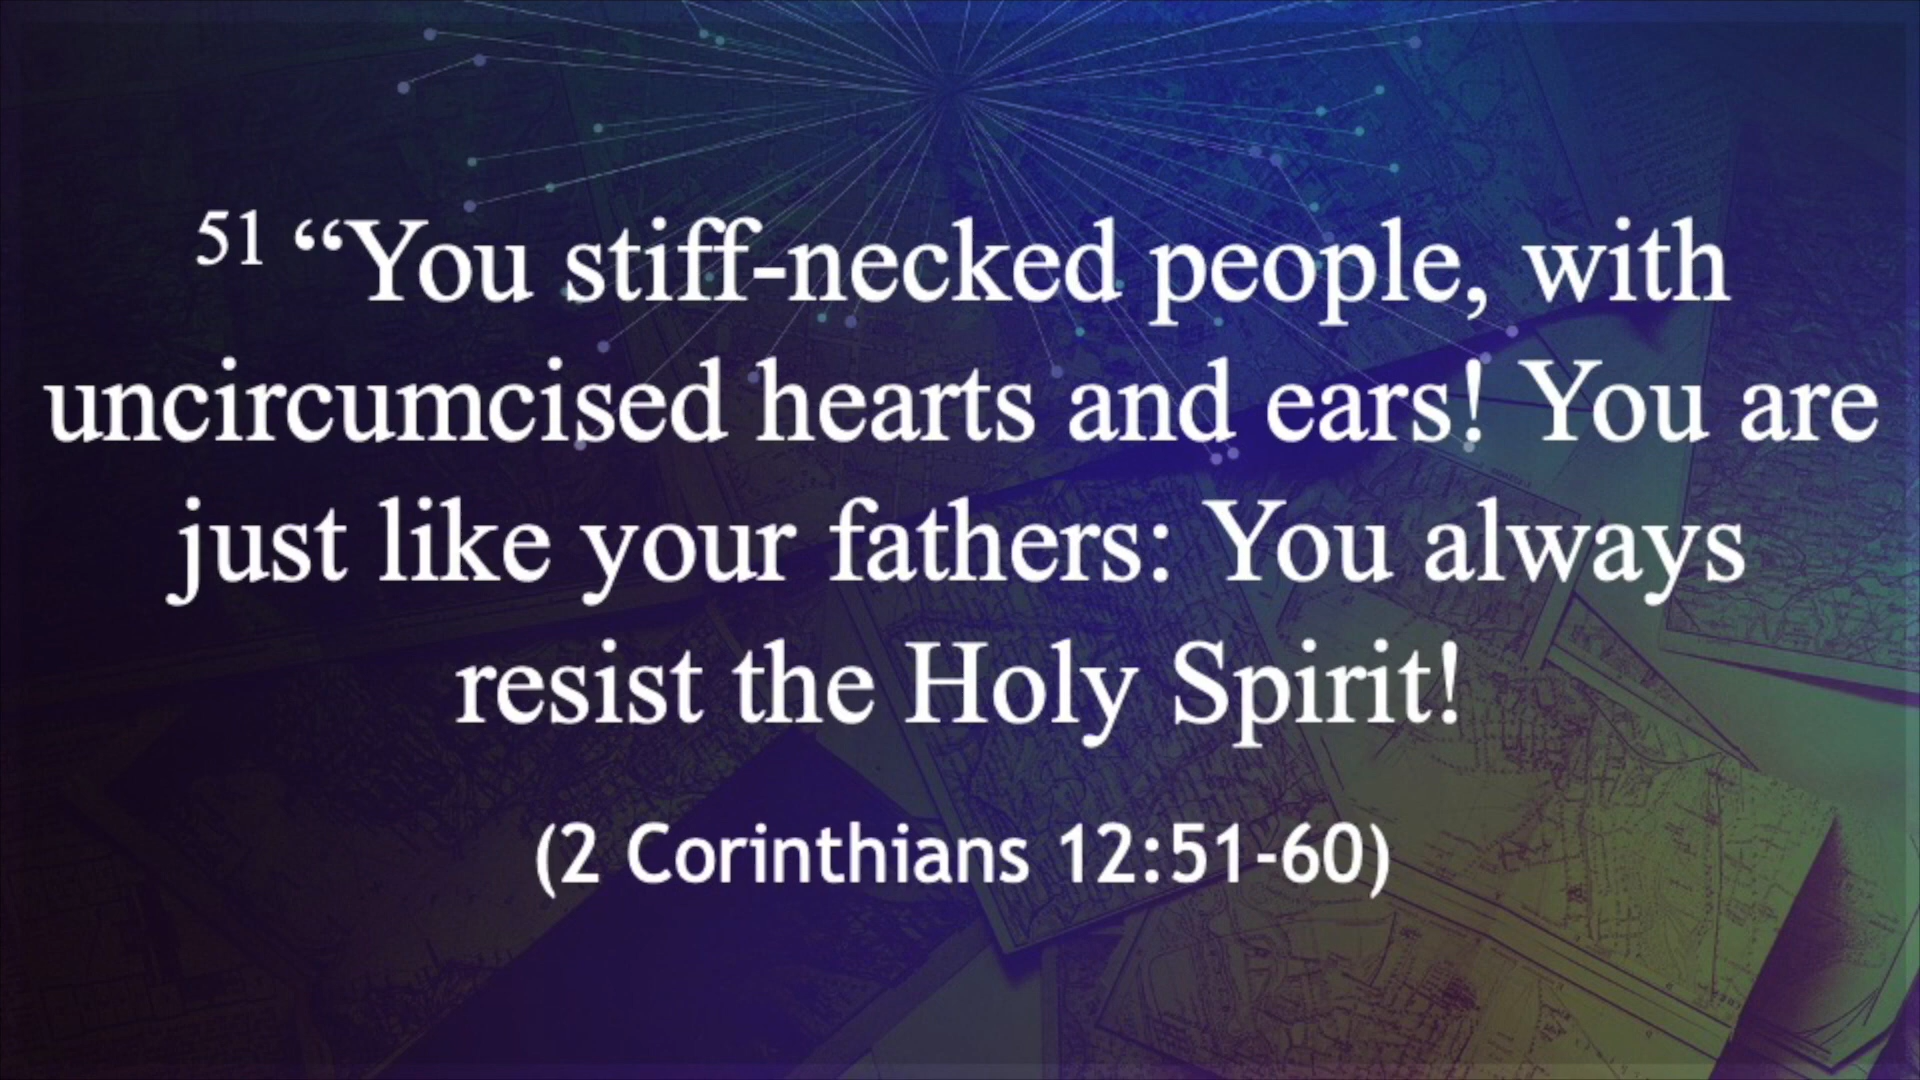 51 “You stiff-necked people, with
uncircumcised hearts and ears! You are
just like your fathers: You always
resist the Holy Spirit!
(2 Corinthians 12:51-60)